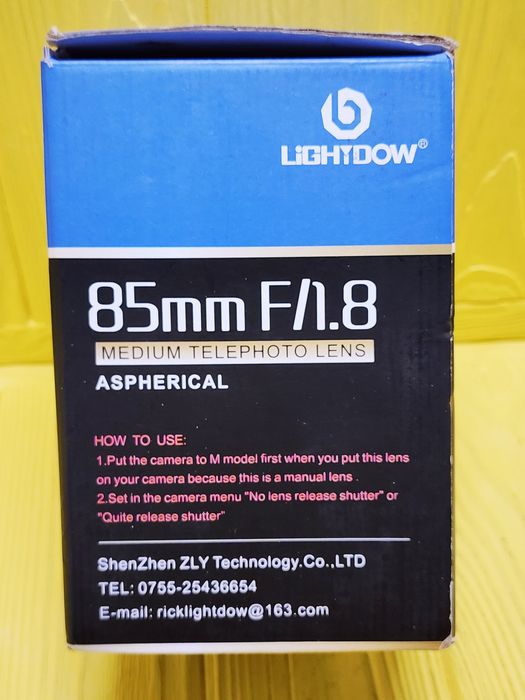 LiGHTDOW®
85mm F/1.8
MEDIUM TELEPHOTO LENS
ASPHERICAL
HOW TO USE:
1.Put the camera to M model first when you put this lens
on your camera because this is a manual lens .
2.Set in the camera menu "No lens release shutter" or
"Quite release shutter"
ShenZhen ZLY Technology.Co.,LTD
TEL: 0755-25436654
E-mail: ricklightdow@163.com